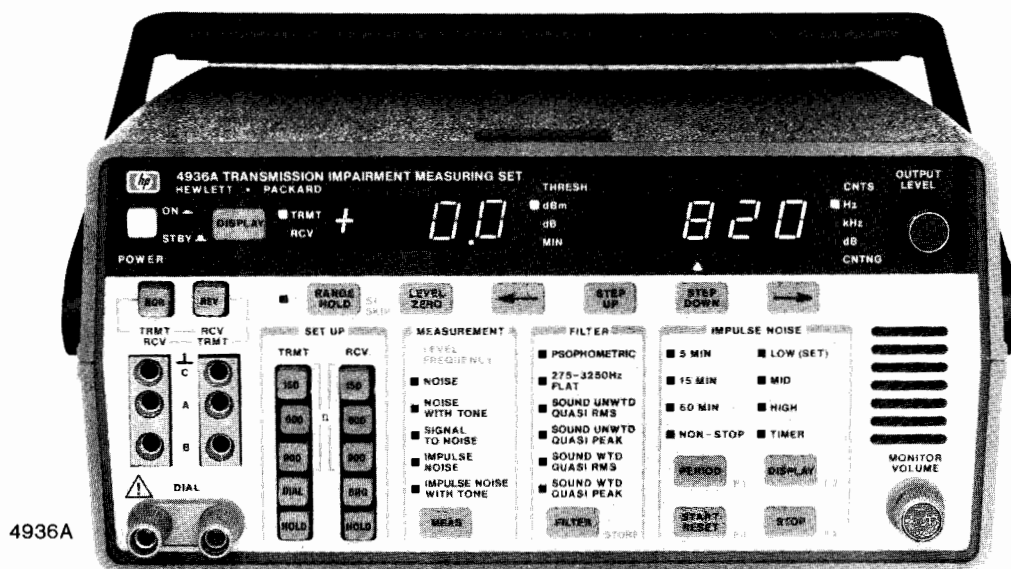 hp 4936A TRANSMISSION IMPAIRMENT MEASURING SET
HEWLETT • PACKARD
OUTPUT
LEVEL
ON
STBY
POWER
DISPLAY
TRMT
RCV
+ 0.0
THRESH
dBm
dB
MIN
820
CNTS
Hz
kHz
dB
CNTNG
NOR
REV
TRMT RCV
RCV TRMT
RANGE
HOLD
SKIP
LEVEL
ZERO
STEP
UP
STEP
DOWN
C
A
B
DIAL
SET UP
TRMT RCV
150 150
600 600
Ω
900 900
DIAL BRG
HOLD HOLD
MEASUREMENT
LEVEL
FREQUENCY
NOISE
NOISE
WITH TONE
SIGNAL
TO NOISE
IMPULSE
NOISE
IMPULSE NOISE
WITH TONE
MEAS
FILTER
PSOPHOMETRIC
275-3250Hz
FLAT
SOUND UNWTD
QUASI RMS
SOUND UNWTD
QUASI PEAK
SOUND WTD
QUASI RMS
SOUND WTD
QUASI PEAK
FILTER
STORE
IMPULSE NOISE
5 MIN LOW (SET)
15 MIN MID
60 MIN HIGH
NON-STOP TIMER
PERIOD DISPLAY
START
RESET
STOP
MONITOR
VOLUME
4936A